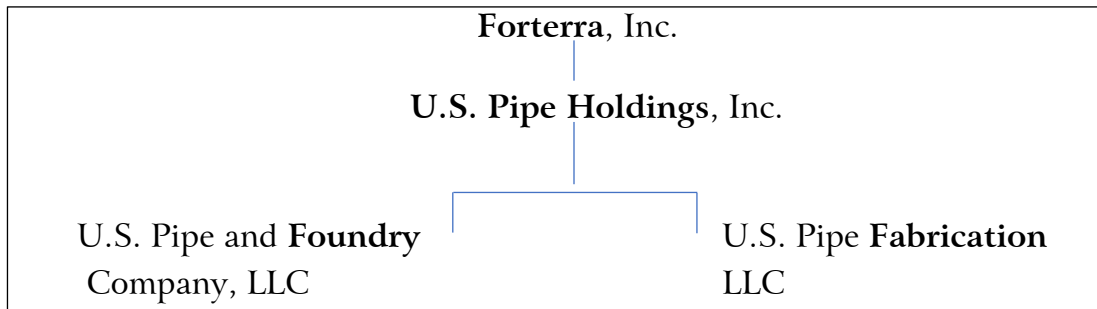 Forterra, Inc.
U.S. Pipe Holdings, Inc.
U.S. Pipe and Foundry
Company, LLC
U.S. Pipe Fabrication
LLC